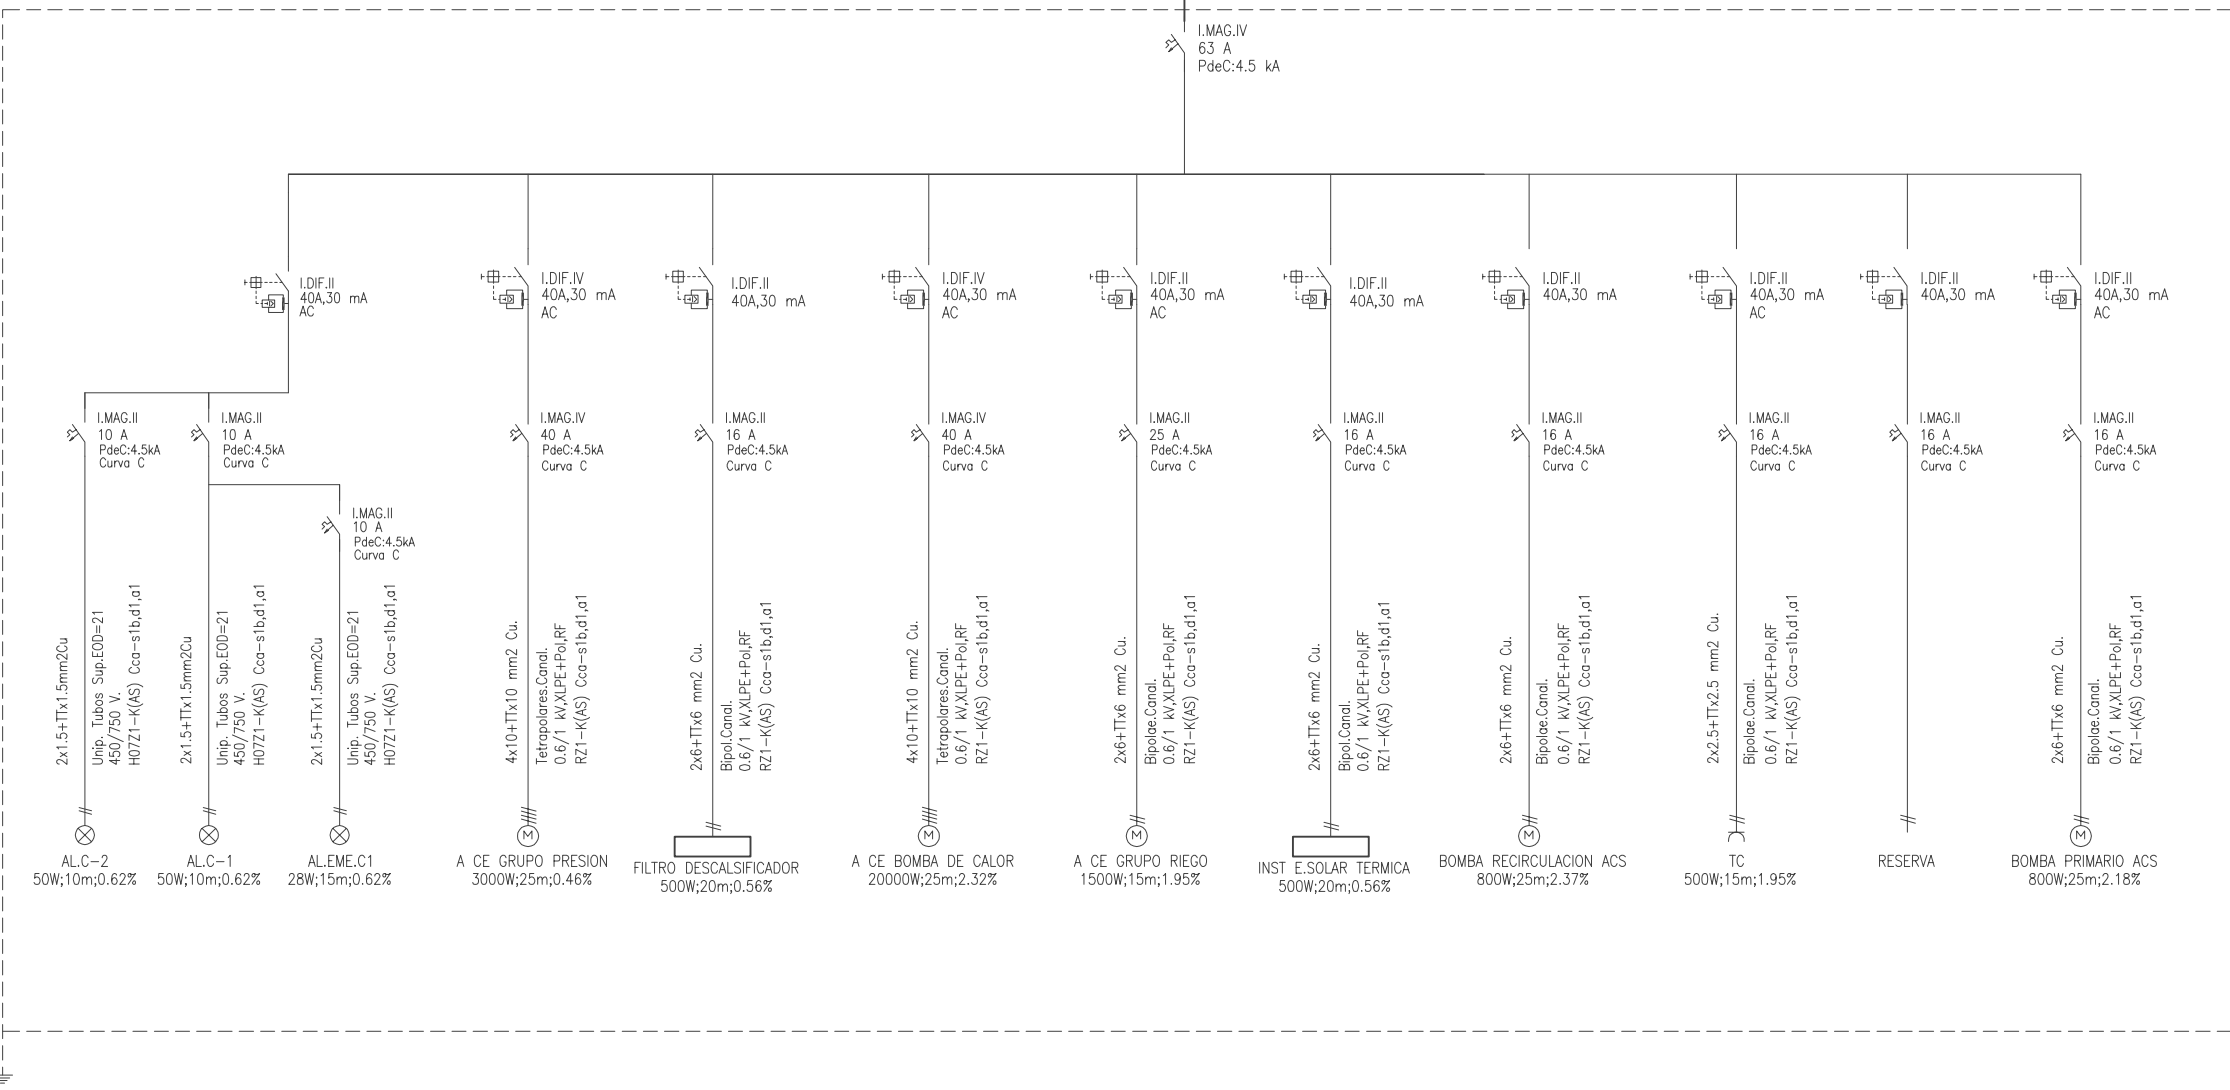 I.MAG.IV
63 A
PdeC:4.5 kA
I.DIF.II
40A,30 mA
AC
I.DIF.IV
40A,30 mA
AC
I.DIF.II
40A,30 mA
I.DIF.IV
40A,30 mA
AC
I.DIF.II
40A,30 mA
AC
I.DIF.II
40A,30 mA
I.DIF.II
40A,30 mA
I.DIF.II
40A,30 mA
AC
I.DIF.II
40A,30 mA
I.DIF.II
40A,30 mA
AC
I.MAG.II
10 A
PdeC:4.5kA
Curva C
I.MAG.II
10 A
PdeC:4.5kA
Curva C
I.MAG.II
10 A
PdeC:4.5kA
Curva C
I.MAG.IV
40 A
PdeC:4.5kA
Curva C
I.MAG.II
16 A
PdeC:4.5kA
Curva C
I.MAG.IV
40 A
PdeC:4.5kA
Curva C
I.MAG.II
25 A
PdeC:4.5kA
Curva C
I.MAG.II
16 A
PdeC:4.5kA
Curva C
I.MAG.II
16 A
PdeC:4.5kA
Curva C
I.MAG.II
16 A
PdeC:4.5kA
Curva C
I.MAG.II
16 A
PdeC:4.5kA
Curva C
I.MAG.II
16 A
PdeC:4.5kA
Curva C
2x1.5+TTx1.5mm2Cu
Unip. Tubos Sup.E0D=21
450/750 V.
H07Z1-K(AS) Cca-s1b,d1,a1
2x1.5+TTx1.5mm2Cu
Unip. Tubos Sup.E0D=21
450/750 V.
H07Z1-K(AS) Cca-s1b,d1,a1
2x1.5+TTx1.5mm2Cu
Unip. Tubos Sup.E0D=21
450/750 V.
H07Z1-K(AS) Cca-s1b,d1,a1
4x10+TTx10 mm2 Cu.
Tetrapolares.Canal.
0.6/1 kV,XLPE+Pol,RF
RZ1-K(AS) Cca-s1b,d1,a1
2x6+TTx6 mm2 Cu.
Bipol.Canal.
0.6/1 kV,XLPE+Pol,RF
RZ1-K(AS) Cca-s1b,d1,a1
4x10+TTx10 mm2 Cu.
Tetrapolares.Canal.
0.6/1 kV,XLPE+Pol,RF
RZ1-K(AS) Cca-s1b,d1,a1
2x6+TTx6 mm2 Cu.
Bipolae.Canal.
0.6/1 kV,XLPE+Pol,RF
RZ1-K(AS) Cca-s1b,d1,a1
2x6+TTx6 mm2 Cu.
Bipol.Canal.
0.6/1 kV,XLPE+Pol,RF
RZ1-K(AS) Cca-s1b,d1,a1
2x6+TTx6 mm2 Cu.
Bipolae.Canal.
0.6/1 kV,XLPE+Pol,RF
RZ1-K(AS) Cca-s1b,d1,a1
2x2.5+TTx2.5 mm2 Cu.
Bipolae.Canal.
0.6/1 kV,XLPE+Pol,RF
RZ1-K(AS) Cca-s1b,d1,a1
2x6+TTx6 mm2 Cu.
Bipolae.Canal.
0.6/1 kV,XLPE+Pol,RF
RZ1-K(AS) Cca-s1b,d1,a1
M
M
M
M
M
AL.C-2
50W;10m;0.62%
AL.C-1
50W;10m;0.62%
AL.EME.C1
28W;15m;0.62%
A CE GRUPO PRESION
3000W;25m;0.46%
FILTRO DESCALSIFICADOR
500W;20m;0.56%
A CE BOMBA DE CALOR
20000W;25m;2.32%
A CE GRUPO RIEGO
1500W;15m;1.95%
INST E.SOLAR TERMICA
500W;20m;0.56%
BOMBA RECIRCULACION ACS
800W;25m;2.37%
TC
500W;15m;1.95%
RESERVA
BOMBA PRIMARIO ACS
800W;25m;2.18%